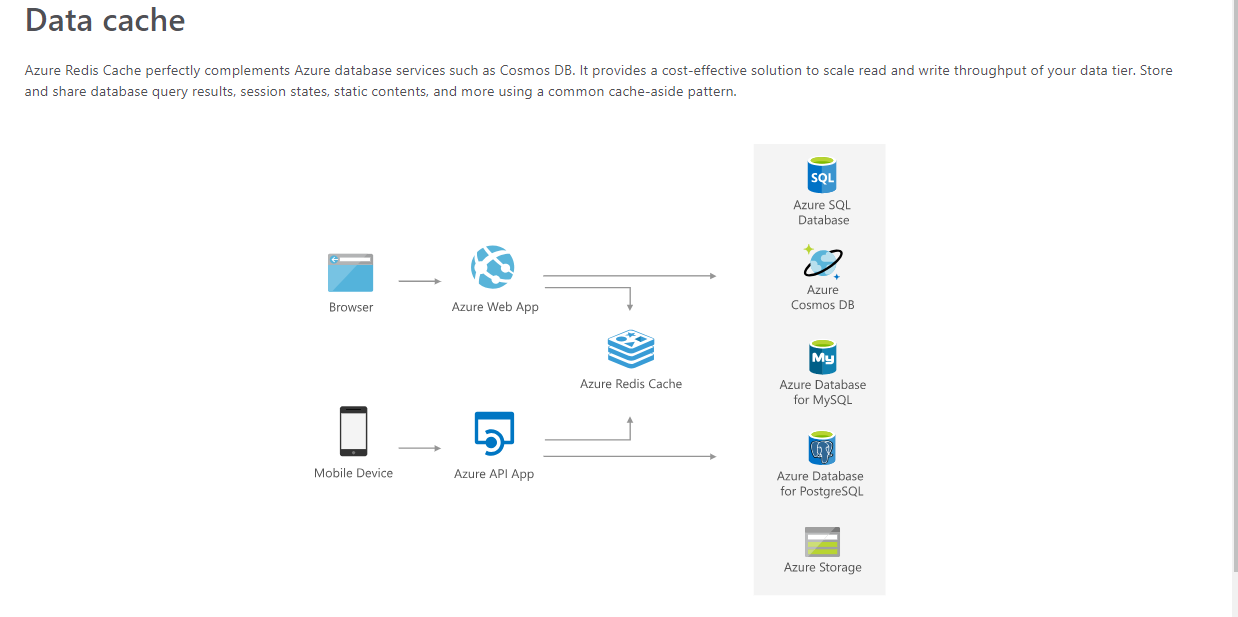 Data cache
Azure Redis Cache perfectly complements Azure database services such as Cosmos DB. It provides a cost-effective solution to scale read and write throughput of your data tier. Store
and share database query results, session states, static contents, and more using a common cache-aside pattern.
SQL
Azure SQL
Database
Browser
Azure Web App
Azure
Cosmos DB
Azure Redis Cache
My
Azure Database
for MySQL
Mobile Device
Azure API App
Azure Database
for PostgreSQL
Azure Storage